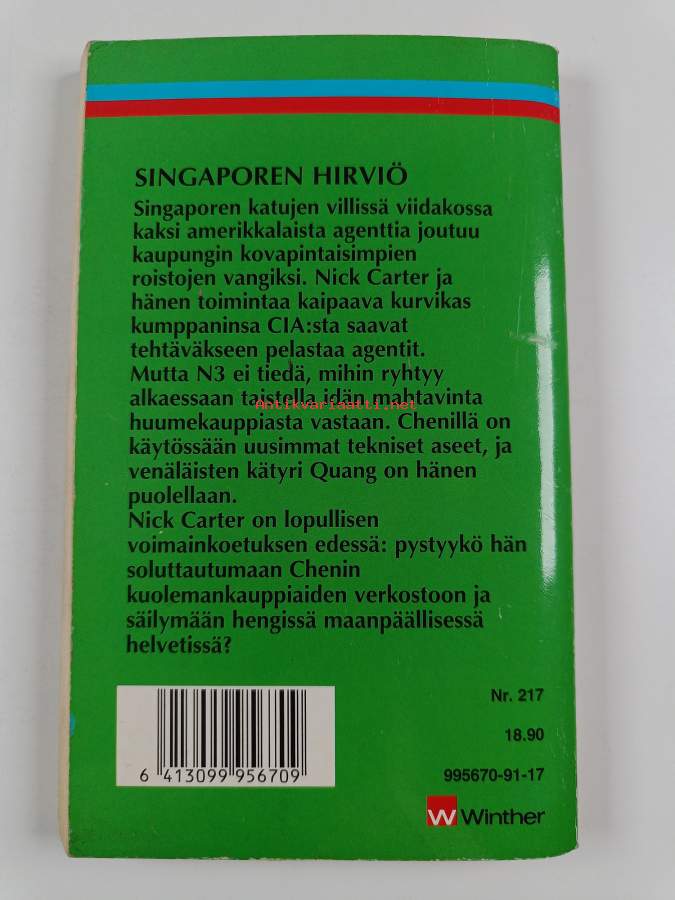 SINGAPOREN HIRVIÖ
Singaporen katujen villissä viidakossa
kaksi amerikkalaista agenttia joutuu
kaupungin kovapintaisimpien
roistojen vangiksi. Nick Carter ja
hänen toimintaa kaipaava kurvikas
kumppaninsa CIA:sta saavat
tehtäväkseen pelastaa agentit.
Mutta N3 ei tiedä, mihin ryhtyy
alkaessaan taistella idän mahtavinta
Antikvariaatti.net
huumekauppiasta vastaan. Chenillä on
käytössään uusimmat tekniset aseet, ja
venäläisten kätyri Quang on hänen
puolellaan.
Nick Carter on lopullisen
voimainkoetuksen edessä: pystyykö hän
soluttautumaan Chenin
kuolemankauppiaiden verkostoon ja
säilymään hengissä maanpäällisessä
helvetissä?
Nr. 217
18.90
995670-91-17
6 413099 956709
W Winther